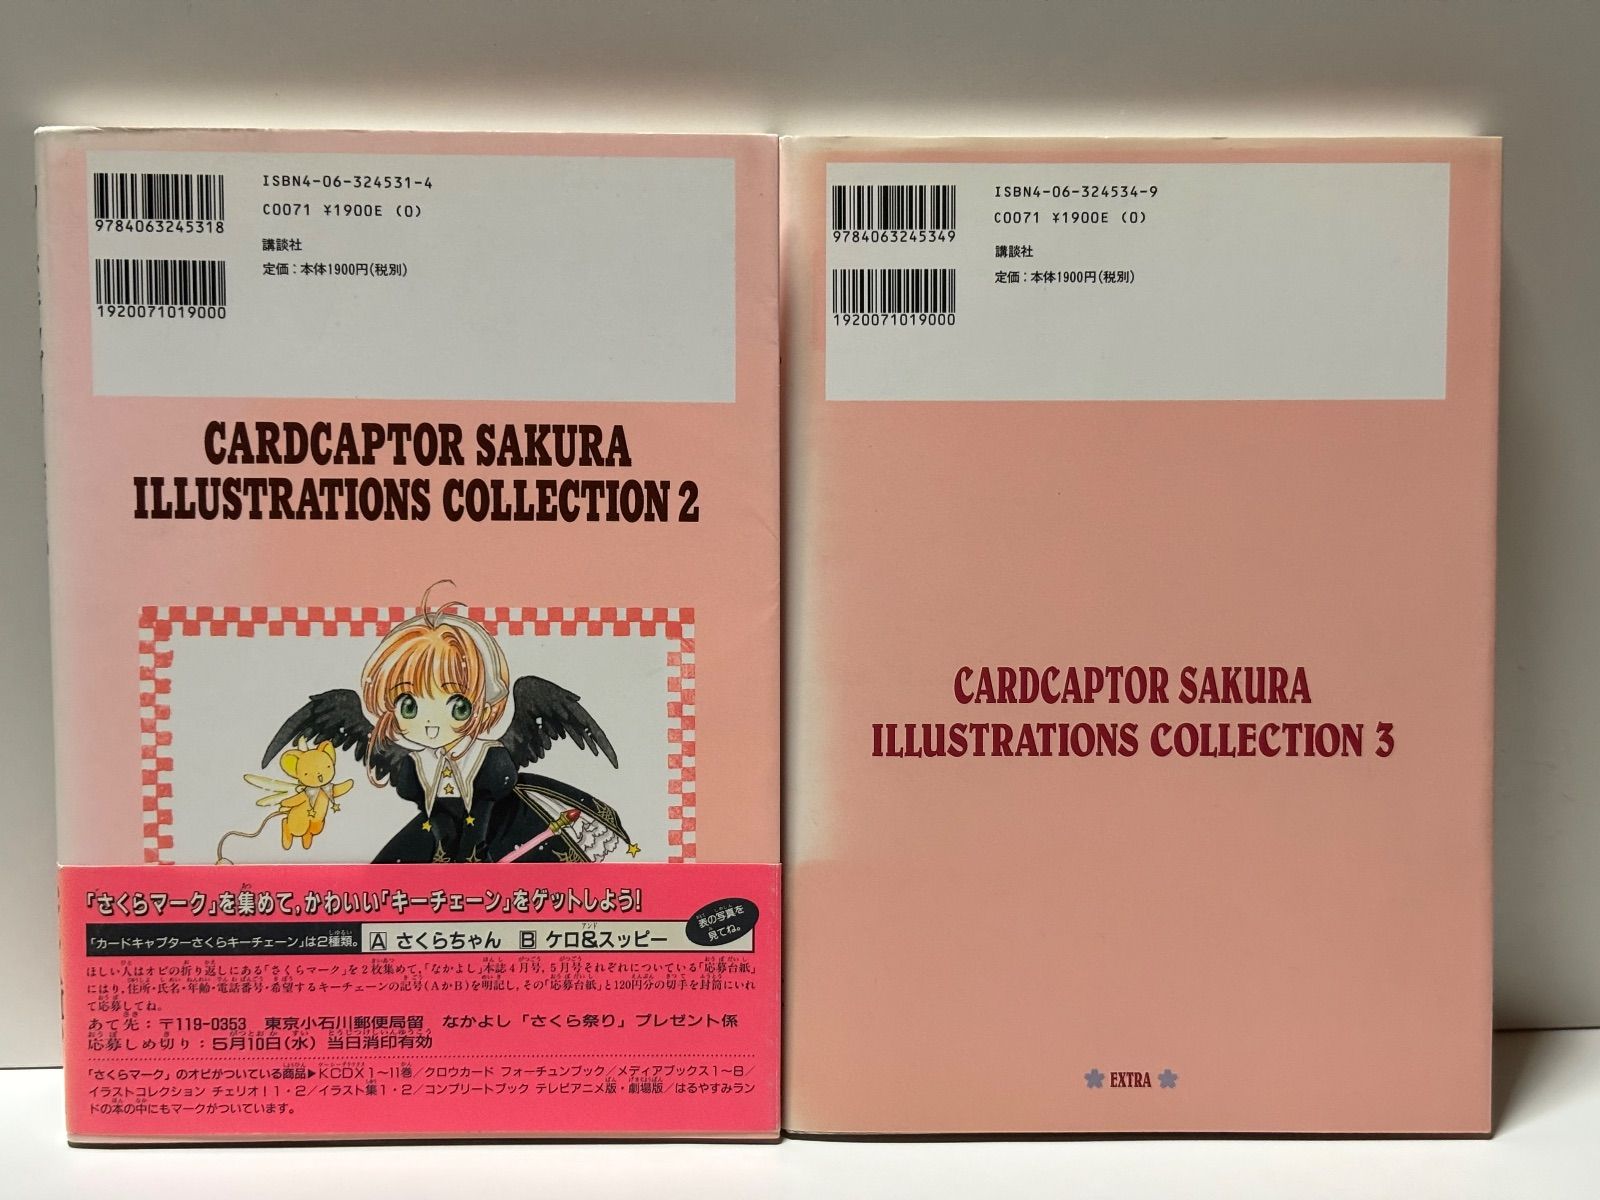 ISBN4-06-324531-4
C0071 ¥1900E (0)
9784063245318
講談社
定価：本体1900円(税別)
1920071019000
CARDCAPTOR SAKURA
ILLUSTRATIONS COLLECTION 2
「さくらマーク」を集めて,かわいい「キーチェーン」をゲットしよう!
表の写真を
見てね。
「カードキャプターさくらキーチェーン」は2種類。 A さくらちゃん B ケロ&スッピー
ほしい人はオビの折り返しにある「さくらマーク」を2枚集めて,「なかよし」本誌4月号,5月号それぞれについている「応募台紙」
にはり,住所・氏名・年齢・電話番号・希望するキーチェーンの記号(AかB)を明記し,その「応募台紙」と120円分の切手を封筒にいれ
て応募してね。
あて先：〒119-0353 東京小石川郵便局留 なかよし「さくら祭り」プレゼント係
応募しめ切り：5月10日(水) 当日消印有効
「さくらマーク」のオビがついている商品▶KCDX1〜11巻/クロウカード フォーチュンブック/メディアブックス1〜8/
イラストコレクション チェリオ!1・2/イラスト集1・2/コンプリートブック テレビアニメ版・劇場版/はるやすみラン
ドの本の中にもマークがついています。
ISBN4-06-324534-9
C0071 ¥1900E (0)
9784063245349
講談社
定価：本体1900円(税別)
1920071019000
CARDCAPTOR SAKURA
ILLUSTRATIONS COLLECTION 3
EXTRA